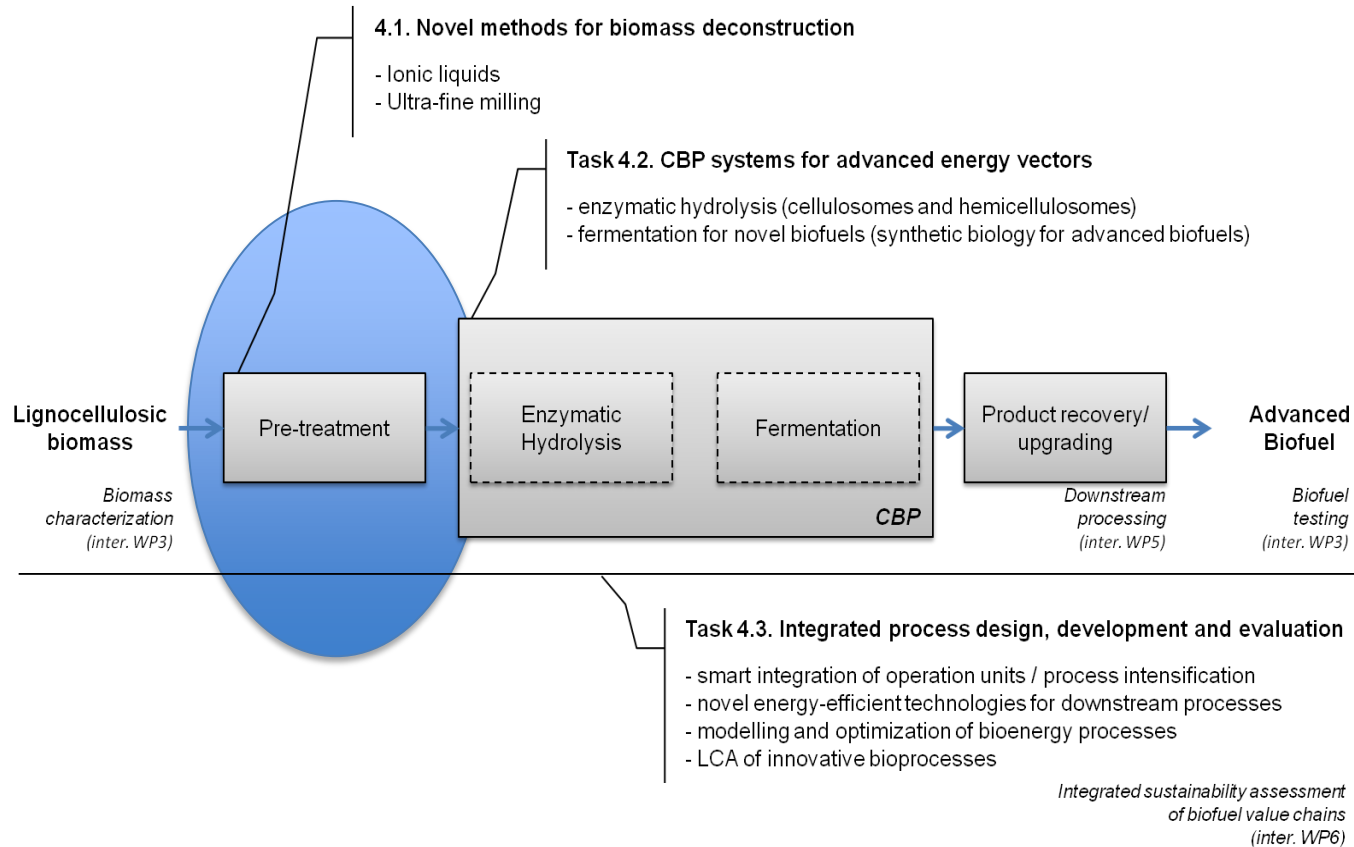 4.1. Novel methods for biomass deconstruction
- Ionic liquids
- Ultra-fine milling
Task 4.2. CBP systems for advanced energy vectors
- enzymatic hydrolysis (cellulosomes and hemicellulosomes)
- fermentation for novel biofuels (synthetic biology for advanced biofuels)
Lignocellulosic
biomass
Pre-treatment
Enzymatic
Hydrolysis
Fermentation
Product recovery/
upgrading
Advanced
Biofuel
CBP
Biomass
characterization
(inter. WP3)
Downstream
processing
(inter. WP5)
Biofuel
testing
(inter. WP3)
Task 4.3. Integrated process design, development and evaluation
- smart integration of operation units / process intensification
- novel energy-efficient technologies for downstream processes
- modelling and optimization of bioenergy processes
- LCA of innovative bioprocesses
Integrated sustainability assessment
of biofuel value chains
(inter. WP6)